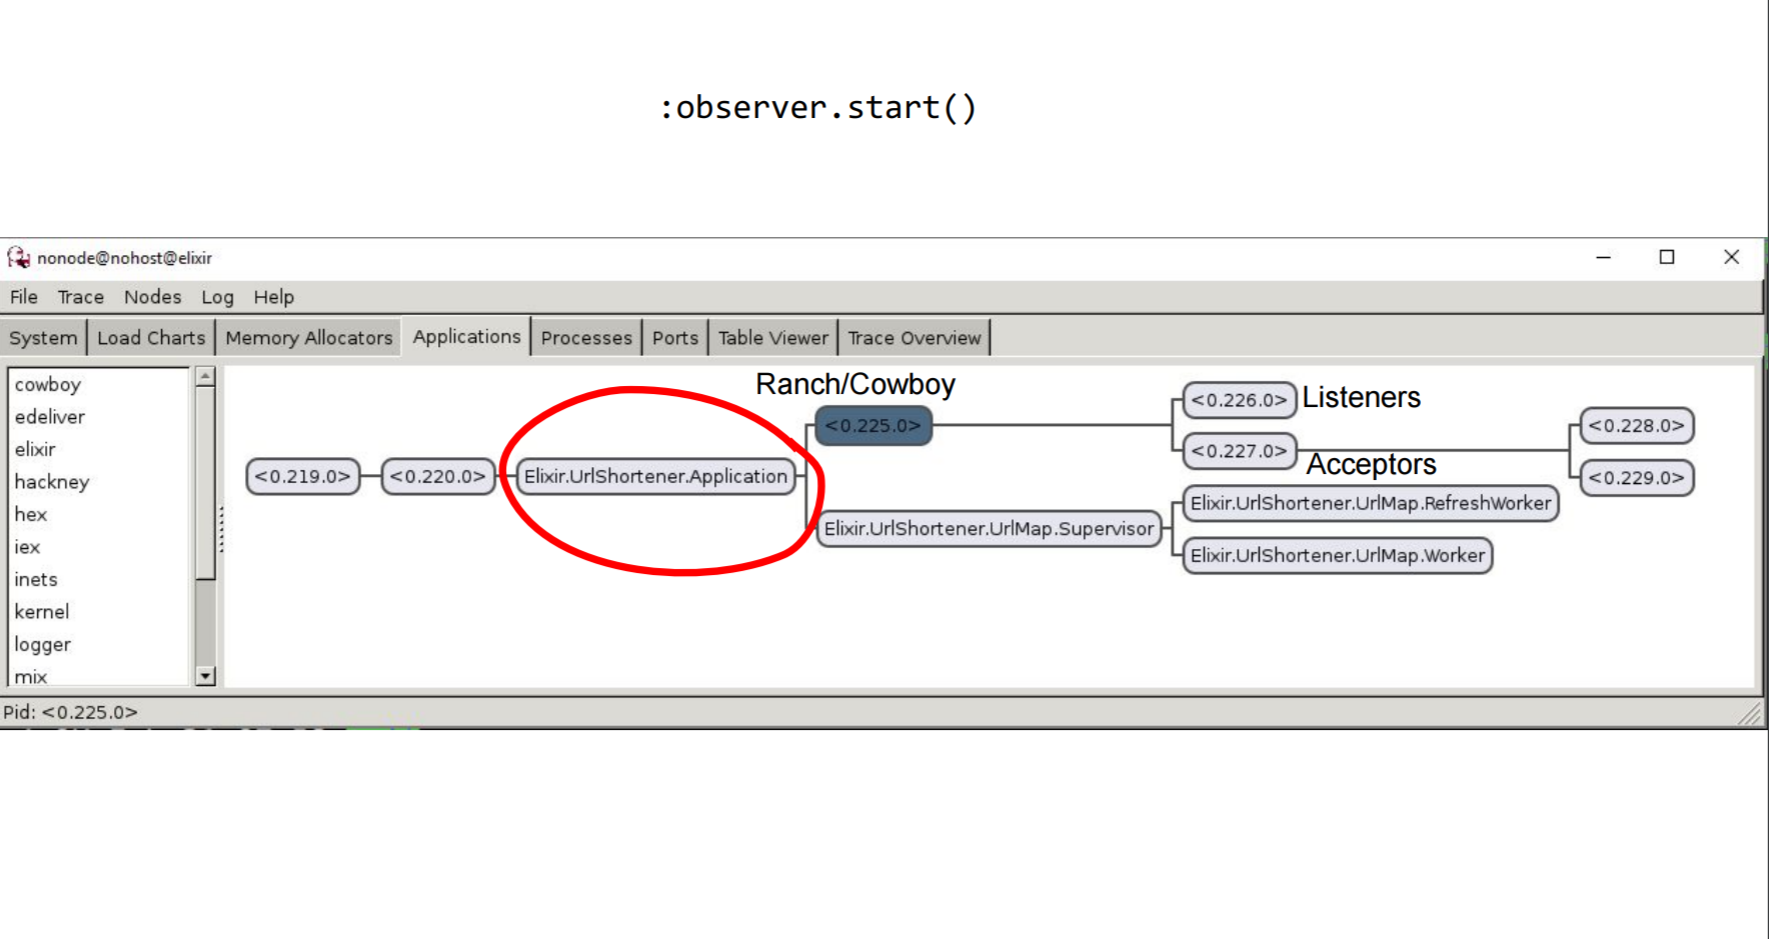 :observer.start()
nonode@nohost@elixir
File Trace Nodes Log Help
System Load Charts Memory Allocators Applications Processes Ports Table Viewer Trace Overview
cowboy
edeliver
elixir
hackney
hex
iex
inets
kernel
logger
mix
Ranch/Cowboy
<0.219.0>
<0.220.0>
Elixir.UrlShortener.Application
<0.225.0>
<0.226.0> Listeners
<0.227.0>
Acceptors
<0.228.0>
<0.229.0>
Elixir.UrlShortener.UrlMap.Supervisor
Elixir.UrlShortener.UrlMap.RefreshWorker
Elixir.UrlShortener.UrlMap.Worker
Pid: <0.225.0>